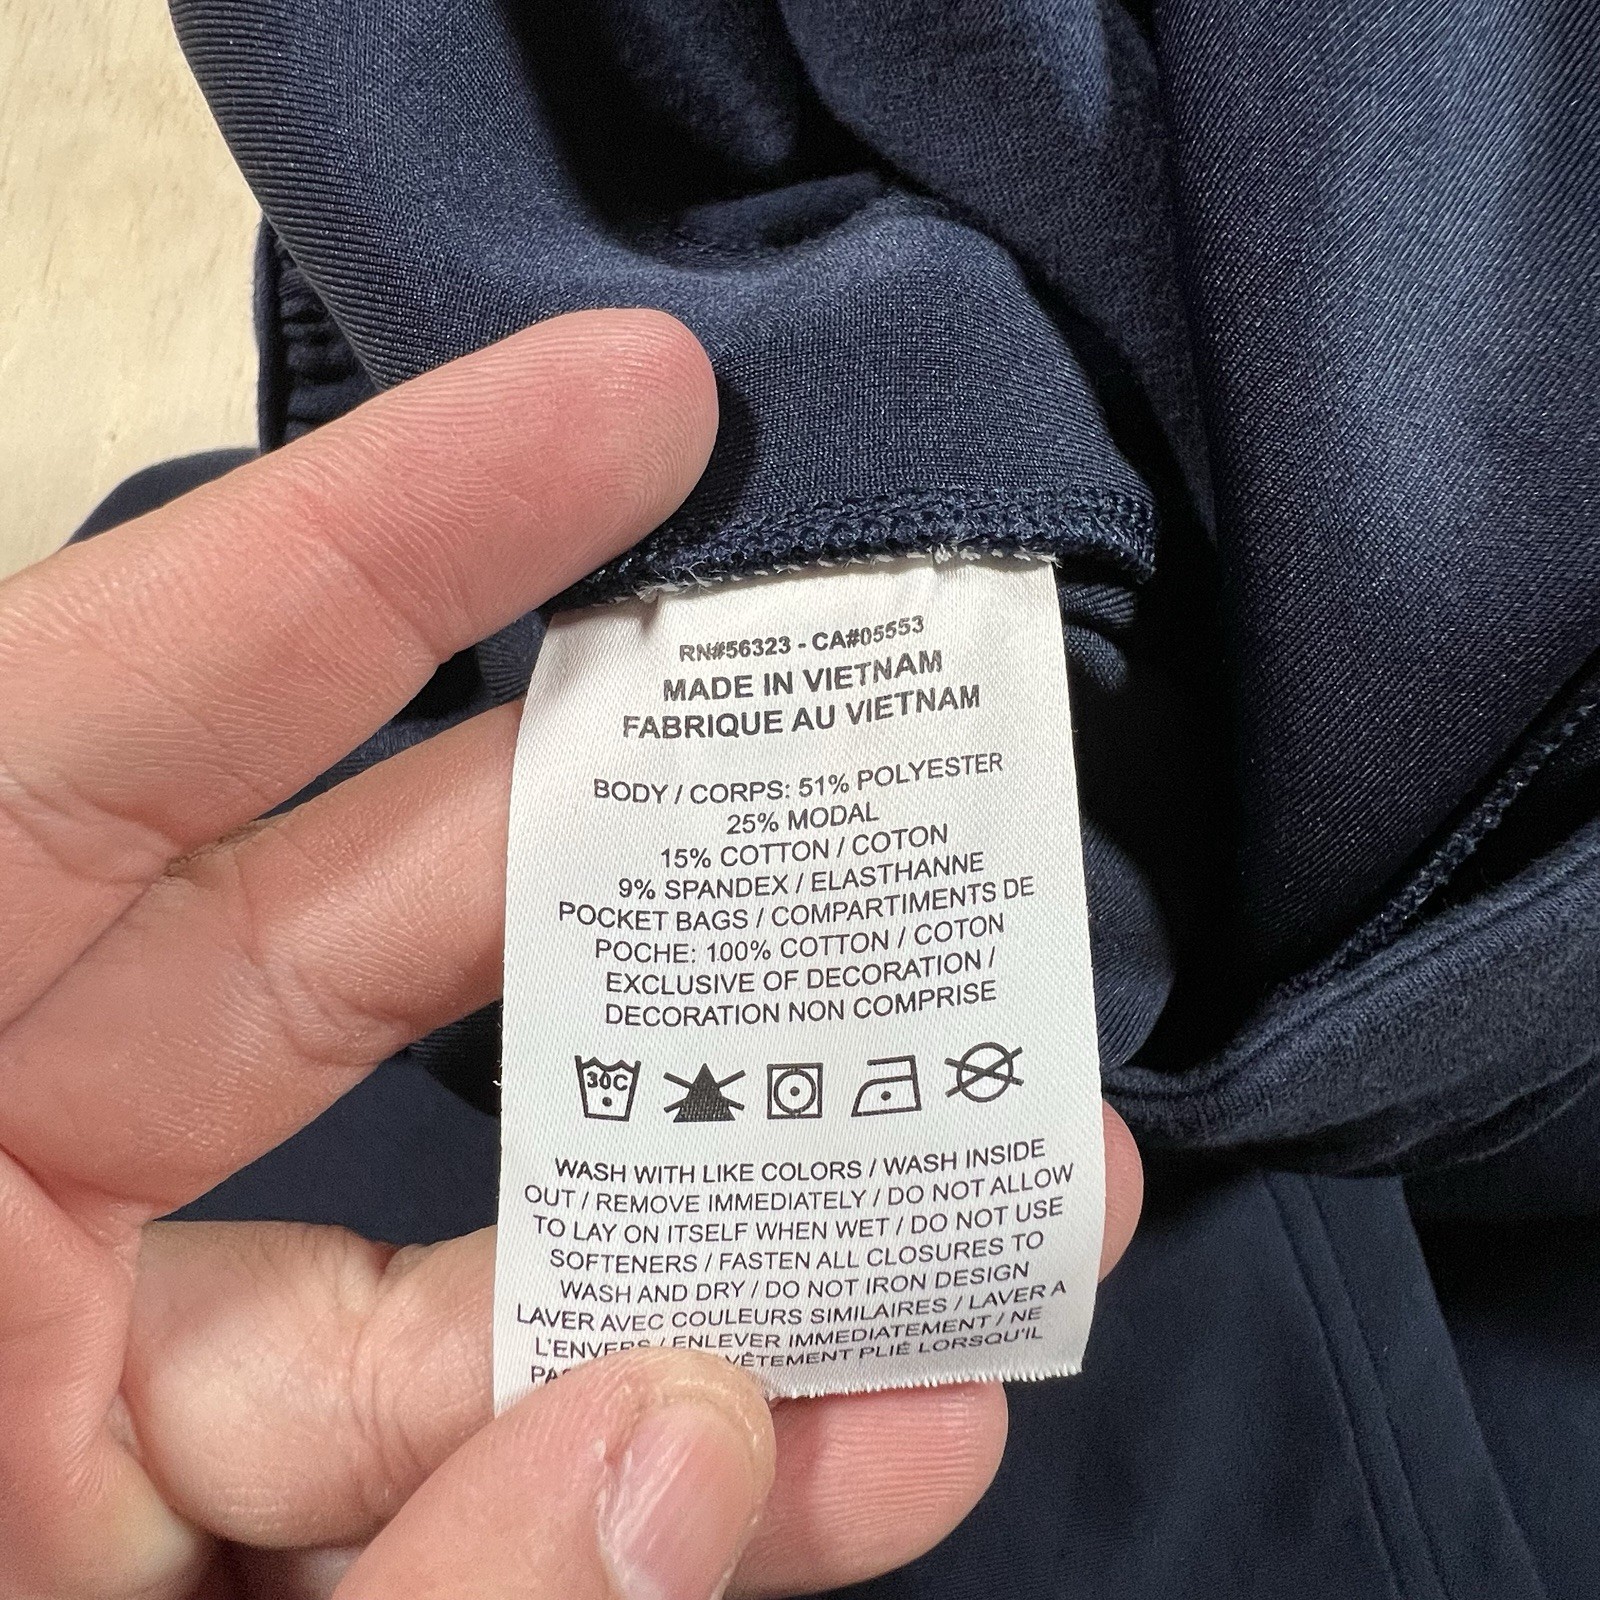 RN#56323 - CA#05553
MADE IN VIETNAM
FABRIQUE AU VIETNAM
BODY / CORPS: 51% POLYESTER
25% MODAL
15% COTTON / COTON
9% SPANDEX / ELASTHANNE
POCKET BAGS / COMPARTIMENTS DE
POCHE: 100% COTTON / COTON
EXCLUSIVE OF DECORATION /
DECORATION NON COMPRISE
30C
WASH WITH LIKE COLORS / WASH INSIDE
OUT / REMOVE IMMEDIATELY / DO NOT ALLOW
TO LAY ON ITSELF WHEN WET / DO NOT USE
SOFTENERS / FASTEN ALL CLOSURES TO
WASH AND DRY / DO NOT IRON DESIGN
LAVER AVEC COULEURS SIMILAIRES / LAVER A
L'ENVERS / ENLEVER IMMEDIATEMENT / NE
VÊTEMENT PLIÉ LORSQU'IL